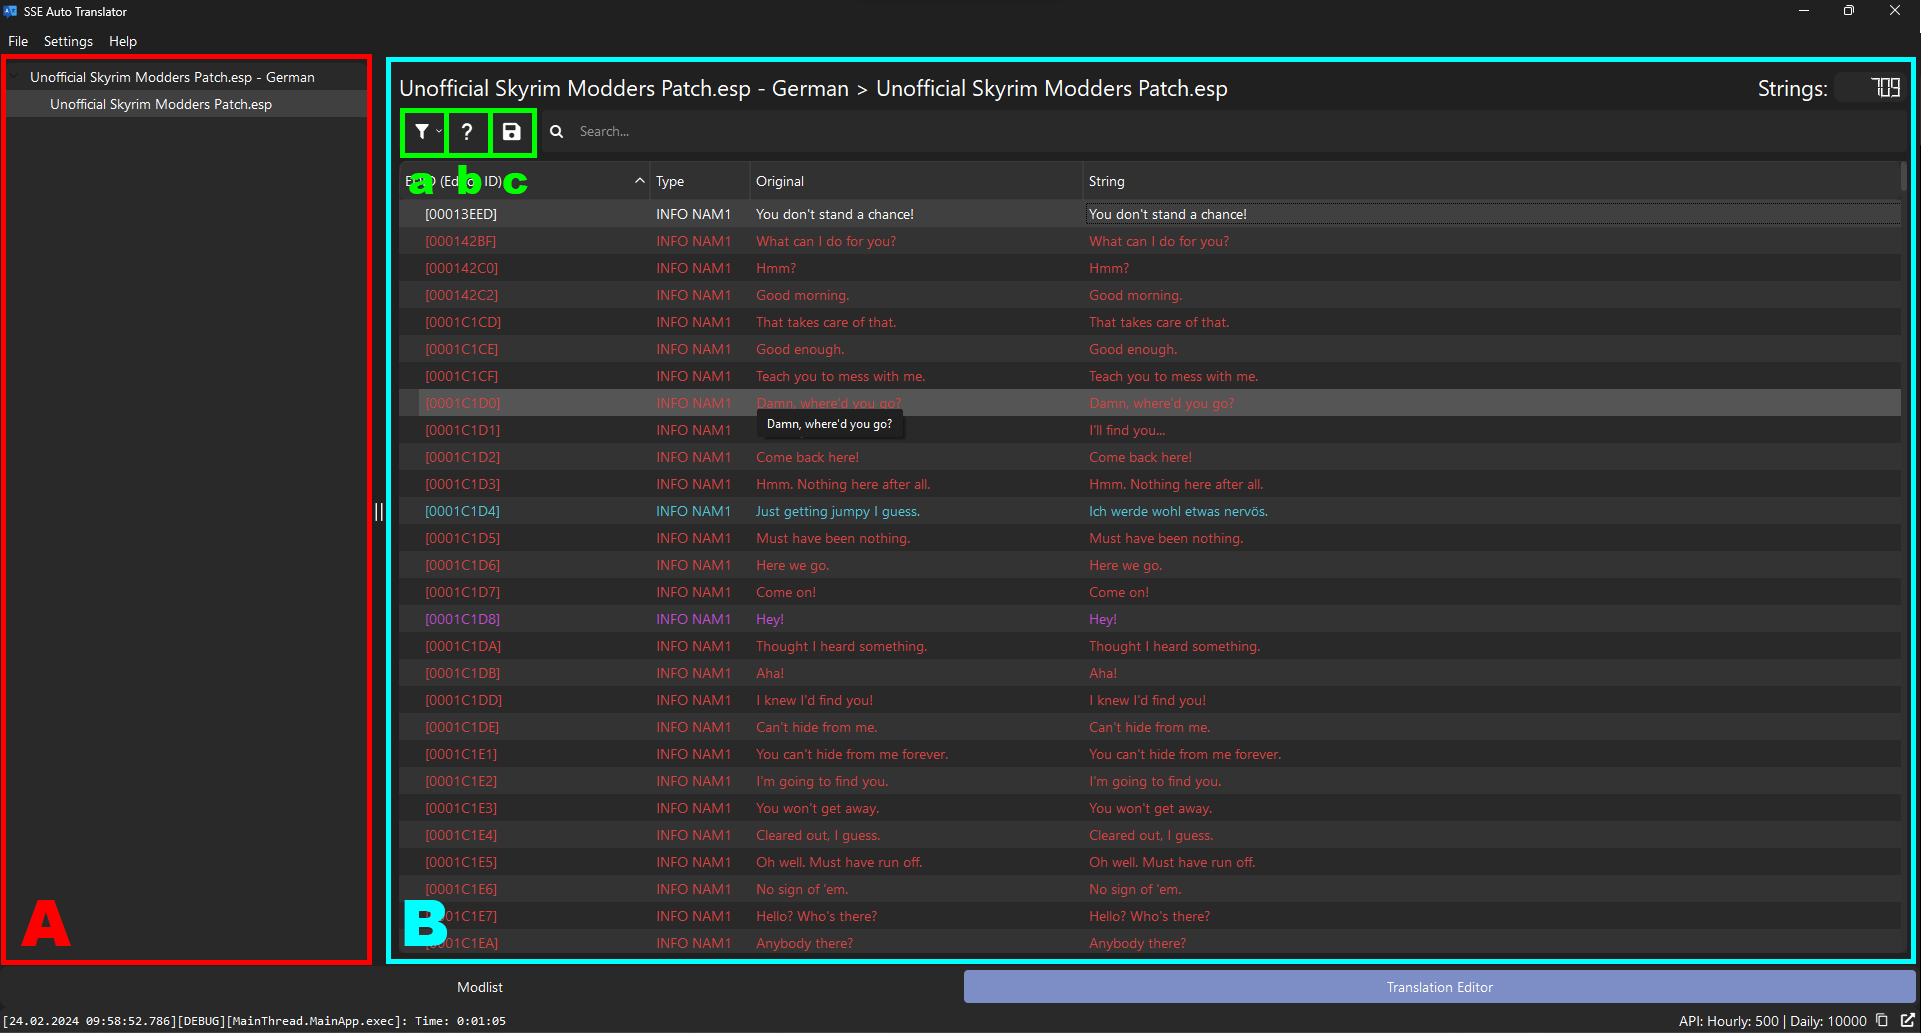 SSE Auto Translator
File Settings Help
Unofficial Skyrim Modders Patch.esp - German
Unofficial Skyrim Modders Patch.esp
A
Unofficial Skyrim Modders Patch.esp - German > Unofficial Skyrim Modders Patch.esp
Strings: 709
? Search...
a b c
(Editor ID) Type Original String
[00013EED] INFO NAM1 You don't stand a chance! You don't stand a chance!
[000142BF] INFO NAM1 What can I do for you? What can I do for you?
[000142C0] INFO NAM1 Hmm? Hmm?
[000142C2] INFO NAM1 Good morning. Good morning.
[0001C1CD] INFO NAM1 That takes care of that. That takes care of that.
[0001C1CE] INFO NAM1 Good enough. Good enough.
[0001C1CF] INFO NAM1 Teach you to mess with me. Teach you to mess with me.
[0001C1D0] INFO NAM1 Damn, where'd you go? Damn, where'd you go?
Damn, where'd you go?
[0001C1D1] INFO NAM1 I'll find you...
[0001C1D2] INFO NAM1 Come back here! Come back here!
[0001C1D3] INFO NAM1 Hmm. Nothing here after all. Hmm. Nothing here after all.
[0001C1D4] INFO NAM1 Just getting jumpy I guess. Ich werde wohl etwas nervös.
[0001C1D5] INFO NAM1 Must have been nothing. Must have been nothing.
[0001C1D6] INFO NAM1 Here we go. Here we go.
[0001C1D7] INFO NAM1 Come on! Come on!
[0001C1D8] INFO NAM1 Hey! Hey!
[0001C1DA] INFO NAM1 Thought I heard something. Thought I heard something.
[0001C1DB] INFO NAM1 Aha! Aha!
[0001C1DD] INFO NAM1 I knew I'd find you! I knew I'd find you!
[0001C1DE] INFO NAM1 Can't hide from me. Can't hide from me.
[0001C1E1] INFO NAM1 You can't hide from me forever. You can't hide from me forever.
[0001C1E2] INFO NAM1 I'm going to find you. I'm going to find you.
[0001C1E3] INFO NAM1 You won't get away. You won't get away.
[0001C1E4] INFO NAM1 Cleared out, I guess. Cleared out, I guess.
[0001C1E5] INFO NAM1 Oh well. Must have run off. Oh well. Must have run off.
[0001C1E6] INFO NAM1 No sign of 'em. No sign of 'em.
01C1E7] INFO NAM1 Hello? Who's there? Hello? Who's there?
01C1EA] INFO NAM1 Anybody there? Anybody there?
B
Modlist Translation Editor
[24.02.2024 09:58:52.786][DEBUG][MainThread.MainApp.exec]: Time: 0:01:05
API: Hourly: 500 | Daily: 10000